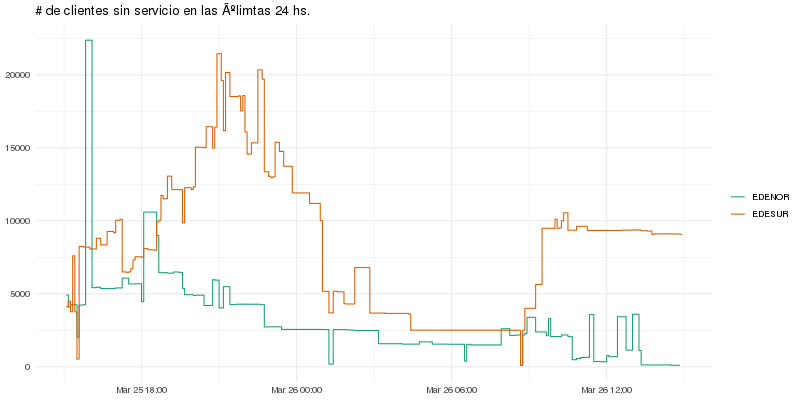 # de clientes sin servicio en las Ãºlimtas 24 hs.
20000
15000
10000
5000
0
Mar 25 18:00
Mar 26 00:00
Mar 26 06:00
Mar 26 12:00
EDENOR
EDESUR